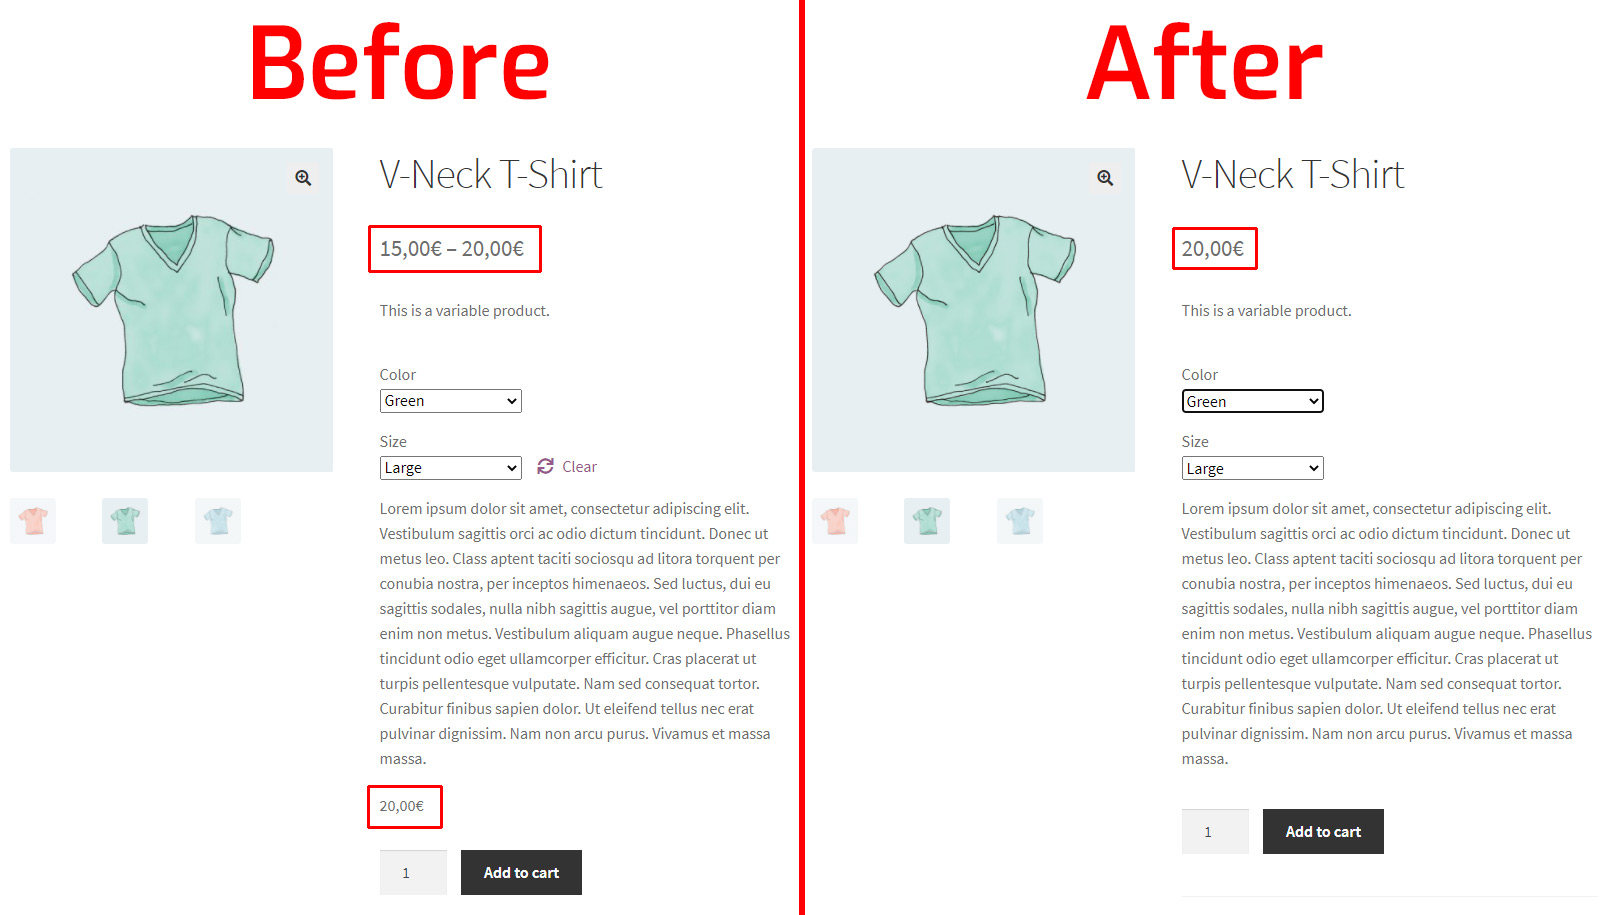 Before
V-Neck T-Shirt
15,00€ – 20,00€
This is a variable product.
Color
Green
Size
Large
Clear
Lorem ipsum dolor sit amet, consectetur adipiscing elit.
Vestibulum sagittis orci ac odio dictum tincidunt. Donec ut
metus leo. Class aptent taciti sociosqu ad litora torquent per
conubia nostra, per inceptos himenaeos. Sed luctus, dui eu
sagittis sodales, nulla nibh sagittis augue, vel porttitor diam
enim non metus. Vestibulum aliquam augue neque. Phasellus
tincidunt odio eget ullamcorper efficitur. Cras placerat ut
turpis pellentesque vulputate. Nam sed consequat tortor.
Curabitur finibus sapien dolor. Ut eleifend tellus nec erat
pulvinar dignissim. Nam non arcu purus. Vivamus et massa
massa.
20,00€
1
Add to cart
After
V-Neck T-Shirt
20,00€
This is a variable product.
Color
Green
Size
Large
Lorem ipsum dolor sit amet, consectetur adipiscing elit.
Vestibulum sagittis orci ac odio dictum tincidunt. Donec ut
metus leo. Class aptent taciti sociosqu ad litora torquent per
conubia nostra, per inceptos himenaeos. Sed luctus, dui eu
sagittis sodales, nulla nibh sagittis augue, vel porttitor diam
enim non metus. Vestibulum aliquam augue neque. Phasellus
tincidunt odio eget ullamcorper efficitur. Cras placerat ut
turpis pellentesque vulputate. Nam sed consequat tortor.
Curabitur finibus sapien dolor. Ut eleifend tellus nec erat
pulvinar dignissim. Nam non arcu purus. Vivamus et massa
massa.
1
Add to cart